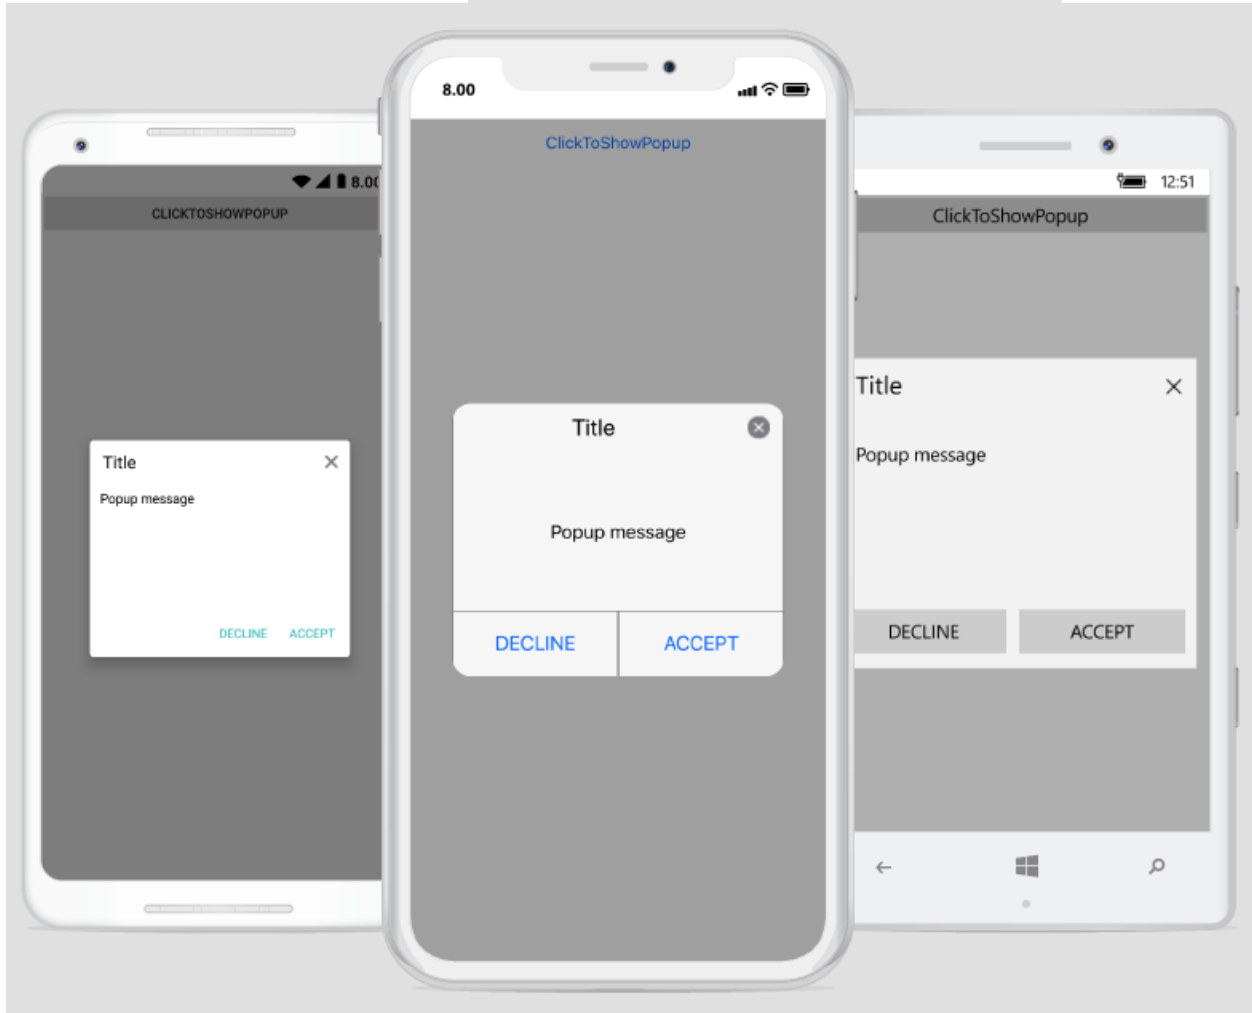 8.00
CLICKTOSHOWPOPUP
Title
Popup message
DECLINE ACCEPT
8.00
ClickToShowPopup
Title
Popup message
DECLINE ACCEPT
12:51
ClickToShowPopup
Title
Popup message
DECLINE ACCEPT